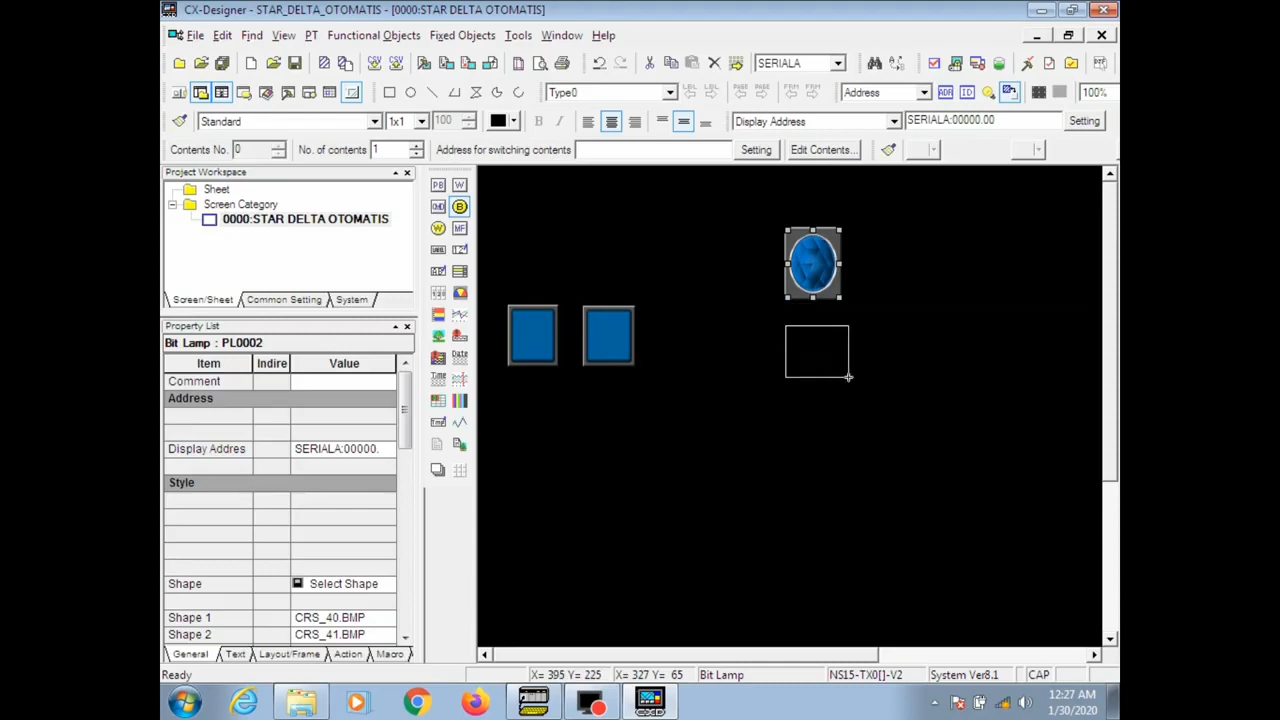 CX-Designer - STAR_DELTA_OTOMATIS - [0000:STAR DELTA OTOMATIS]
File Edit Find View PT Functional Objects Fixed Objects Tools Window Help
SERIALA
Type0 Address 100%
Standard 1x1 100 B I Display Address SERIALA:00000.00 Setting
Contents No. 0 No. of contents 1 Address for switching contents Setting Edit Contents...
Project Workspace
Sheet
Screen Category
0000:STAR DELTA OTOMATIS
Screen/Sheet Common Setting System
Property List
Bit Lamp : PL0002
Item Indire Value
Comment
Address
Display Addres SERIALA:00000.
Style
Shape Select Shape
Shape 1 CRS_40.BMP
Shape 2 CRS_41.BMP
General Text Layout/Frame Action Macro
Ready X= 395 Y= 225 X= 327 Y= 65 Bit Lamp NS15-TX0[]-V2 System Ver8.1 CAP
12:27 AM
1/30/2020